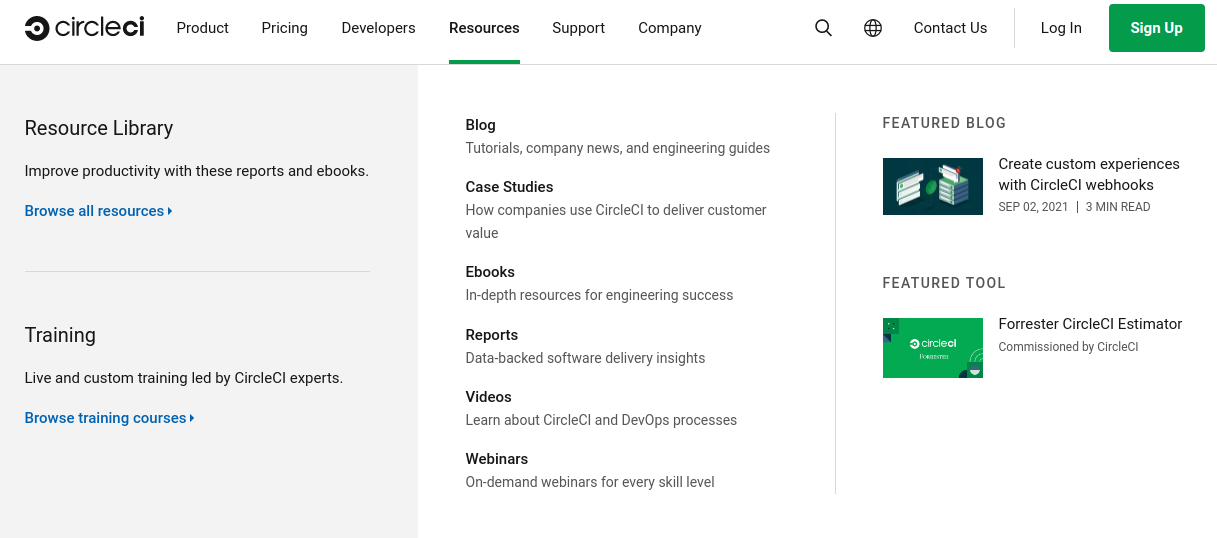 circleci
Product
Pricing
Developers
Resources
Support
Company
Contact Us
Log In
Sign Up
Resource Library
Improve productivity with these reports and ebooks.
Browse all resources
Training
Live and custom training led by CircleCI experts.
Browse training courses
Blog
Tutorials, company news, and engineering guides
Case Studies
How companies use CircleCI to deliver customer
value
Ebooks
In-depth resources for engineering success
Reports
Data-backed software delivery insights
Videos
Learn about CircleCI and DevOps processes
Webinars
On-demand webinars for every skill level
FEATURED BLOG
Create custom experiences
with CircleCI webhooks
SEP 02, 2021 | 3 MIN READ
FEATURED TOOL
circleci
FORRESTER
Forrester CircleCI Estimator
Commissioned by CircleCI